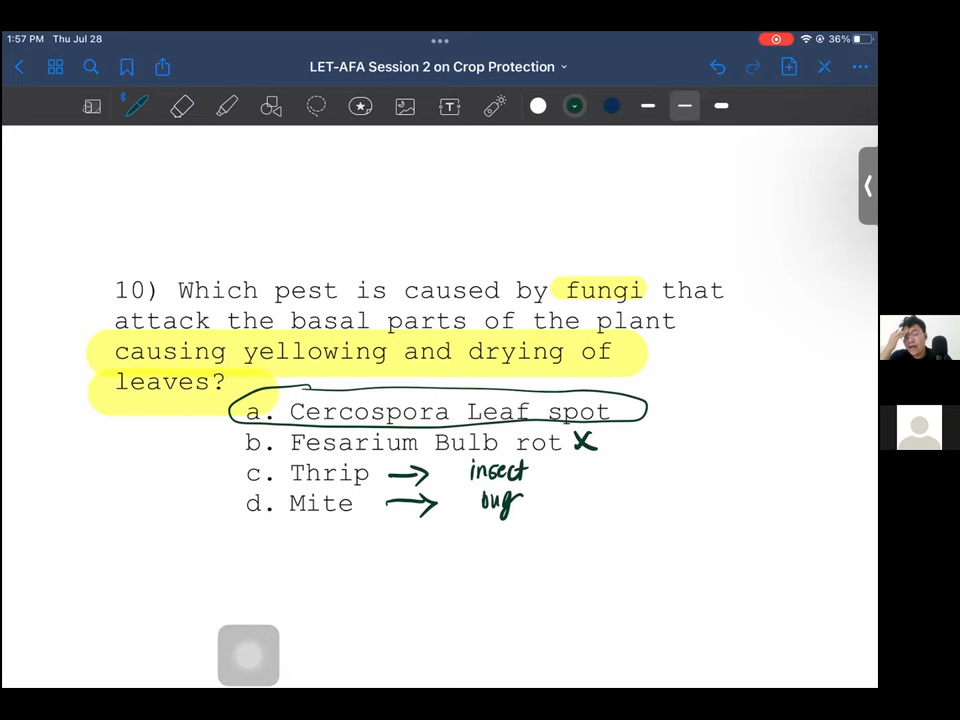 1:57 PM Thu Jul 28
36%
LET-AFA Session 2 on Crop Protection
T
10) Which pest is caused by fungi that
attack the basal parts of the plant
causing yellowing and drying of
leaves?
a. Cercospora Leaf spot
b. Fesarium Bulb rot x
c. Thrip → insect
d. Mite → bug